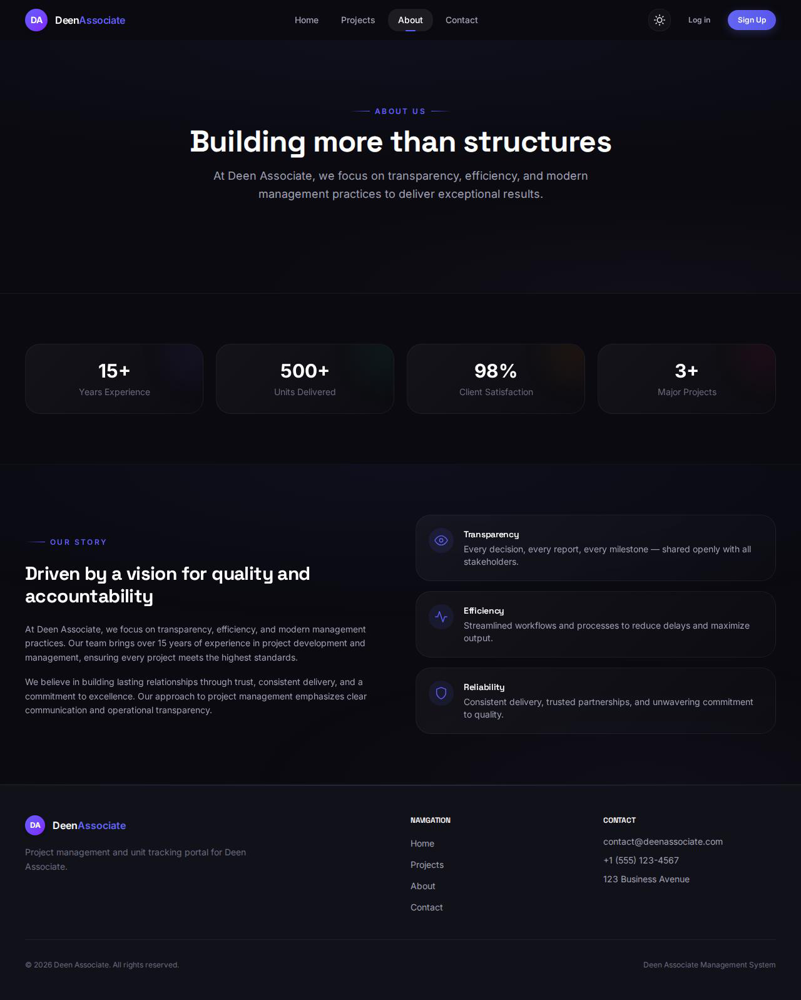 DA DeenAssociate Home Projects About Contact Log in Sign Up
ABOUT US
Building more than structures
At Deen Associate, we focus on transparency, efficiency, and modern
management practices to deliver exceptional results.
15+
Years Experience
500+
Units Delivered
98%
Client Satisfaction
3+
Major Projects
OUR STORY
Driven by a vision for quality and
accountability
At Deen Associate, we focus on transparency, efficiency, and modern management
practices. Our team brings over 15 years of experience in project development and
management, ensuring every project meets the highest standards.
We believe in building lasting relationships through trust, consistent delivery, and a
commitment to excellence. Our approach to project management emphasizes clear
communication and operational transparency.
Transparency
Every decision, every report, every milestone — shared openly with all
stakeholders.
Efficiency
Streamlined workflows and processes to reduce delays and maximize
output.
Reliability
Consistent delivery, trusted partnerships, and unwavering commitment
to quality.
DA DeenAssociate
Project management and unit tracking portal for Deen
Associate.
NAVIGATION
Home
Projects
About
Contact
CONTACT
contact@deenassociate.com
+1 (555) 123-4567
123 Business Avenue
© 2026 Deen Associate. All rights reserved.
Deen Associate Management System